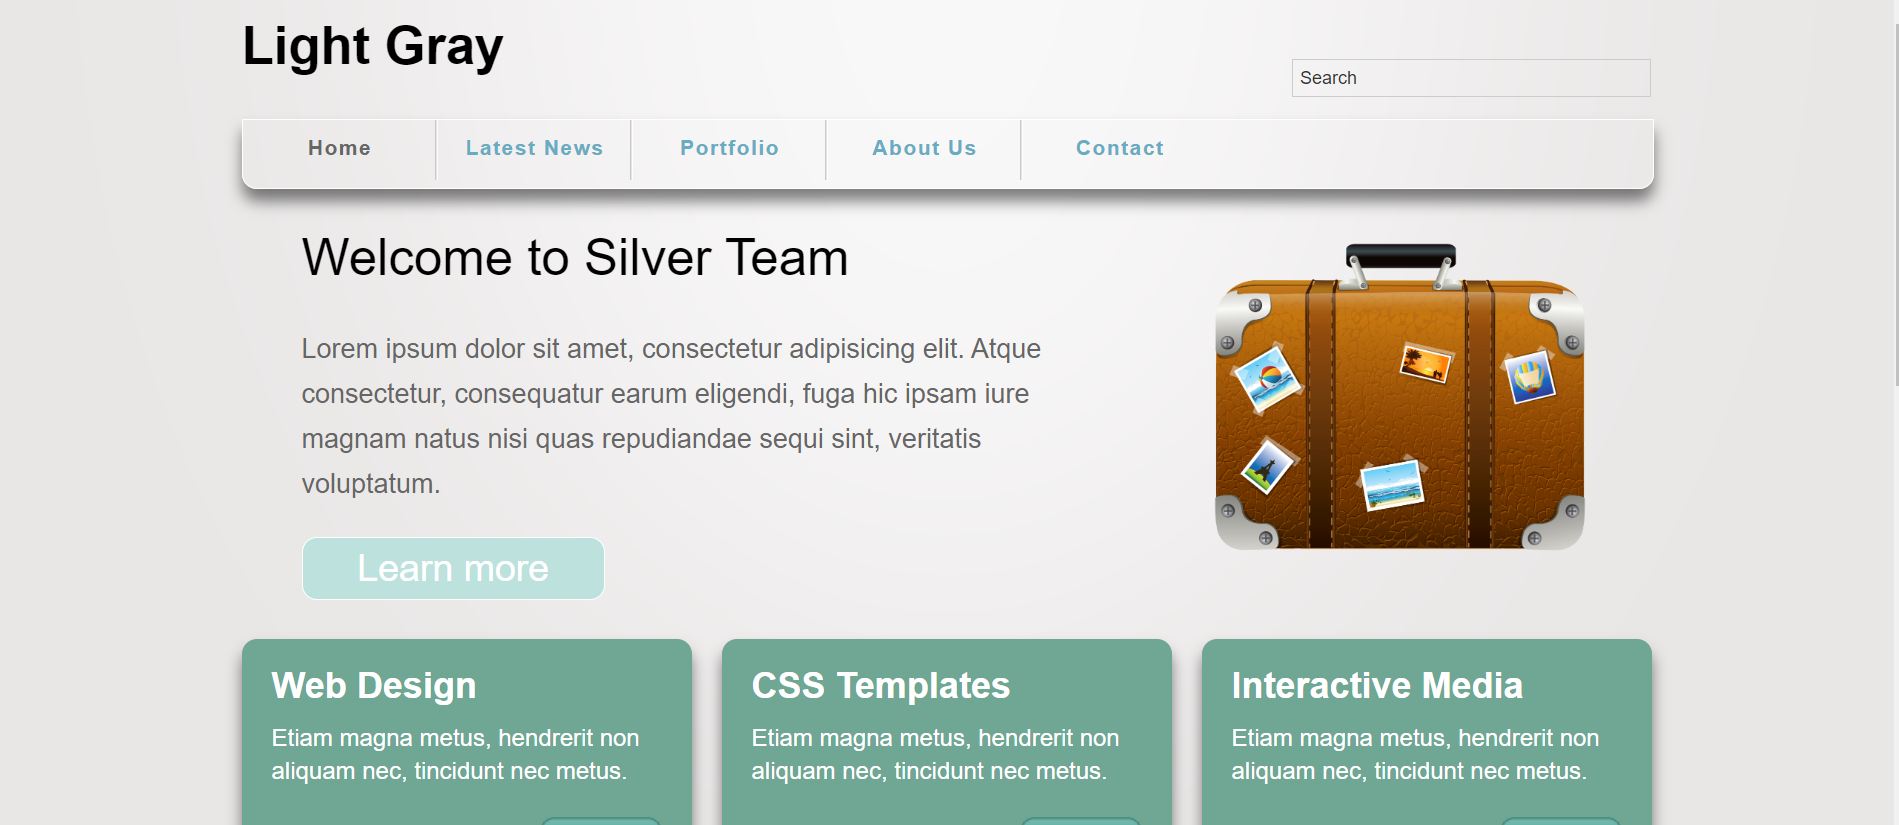 Light Gray
Search
Home
Latest News
Portfolio
About Us
Contact
Welcome to Silver Team
Lorem ipsum dolor sit amet, consectetur adipisicing elit. Atque
consectetur, consequatur earum eligendi, fuga hic ipsam iure
magnam natus nisi quas repudiandae sequi sint, veritatis
voluptatum.
Learn more
Web Design
Etiam magna metus, hendrerit non
aliquam nec, tincidunt nec metus.
CSS Templates
Etiam magna metus, hendrerit non
aliquam nec, tincidunt nec metus.
Interactive Media
Etiam magna metus, hendrerit non
aliquam nec, tincidunt nec metus.